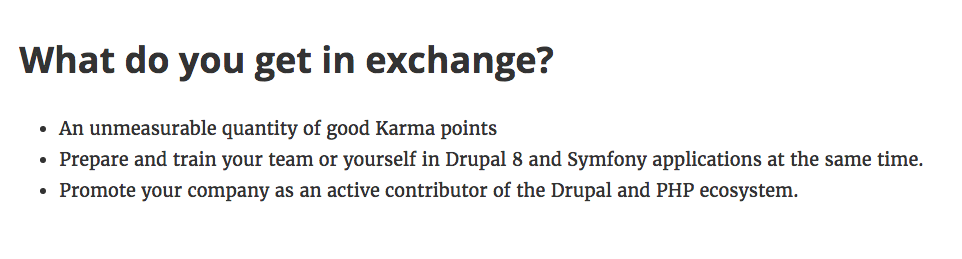 What do you get in exchange?
• An unmeasurable quantity of good Karma points
• Prepare and train your team or yourself in Drupal 8 and Symfony applications at the same time.
• Promote your company as an active contributor of the Drupal and PHP ecosystem.